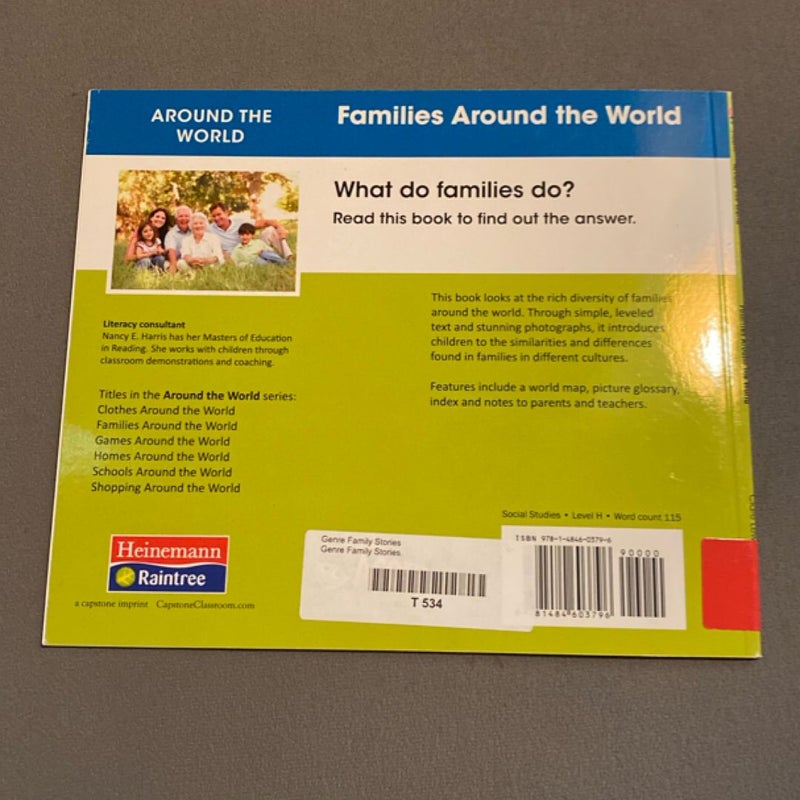 AROUND THE
WORLD
Families Around the World
What do families do?
Read this book to find out the answer.
Literacy consultant
Nancy E. Harris has her Masters of Education
in Reading. She works with children through
classroom demonstrations and coaching.
Titles in the Around the World series:
Clothes Around the World
Families Around the World
Games Around the World
Homes Around the World
Schools Around the World
Shopping Around the World
This book looks at the rich diversity of families
around the world. Through simple, leveled
text and stunning photographs, it introduces
children to the similarities and differences
found in families in different cultures.
Features include a world map, picture glossary,
index and notes to parents and teachers.
Social Studies • Level H • Word count 115
Heinemann
Raintree
a capstone imprint CapstoneClassroom.com
Genre Family Stories
Genre Family Stories.
T 534
ISBN 978-1-4846-0379-6
90000
81484 603796